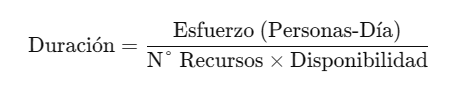 Duración = Esfuerzo (Personas-Día)
N° Recursos × Disponibilidad